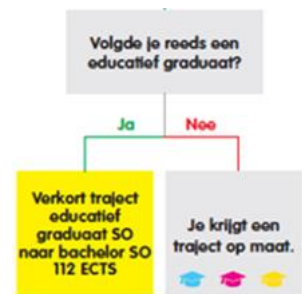 Volgde je reeds een
educatief graduaat?
Ja
Nee
Verkort traject
educatief
graduaat SO
naar bachelor SO
112 ECTS
Je krijgt een
traject op maat.